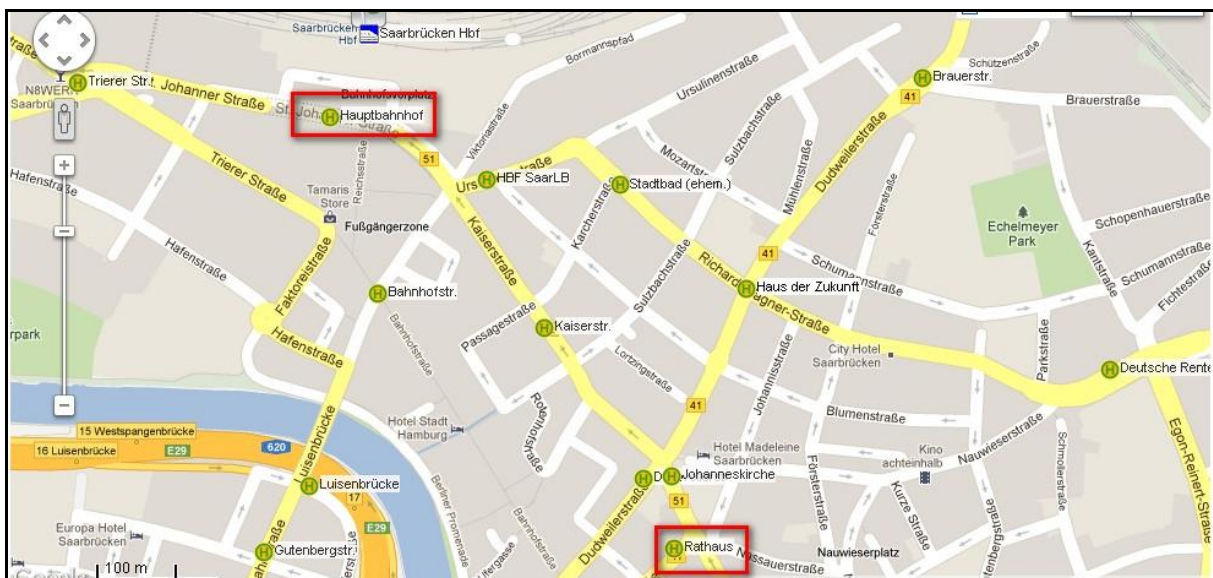 Saarbrücken Hbf
Saarbrücken Hbf
Bormannspfad
Schützenstraße
Trierer Str.
t. Johanner Straße
N8WERK
Bahnhofsvorplatz
Hauptbahnhof
Ursulinenstraße
Brauerstr.
41
Brauerstraße
Viktoriastraße
51
Sulzbachstraße
Mozartstraße
Mühlenstraße
Dudweilerstraße
Trierer Straße
Reichsstraße
HBF SaarLB
Stadtbad (ehem.)
Hafenstraße
Tamaris
Store
Försterstraße
Karcherstraße
Echelmeyer
Park
Schopenhauerstraße
Fußgängerzone
Kaiserstraße
Hafenstraße
41
Kantstraße
Schumannstraße
Schumannstraße
Sulzbachstraße
Richard-Wagner-Straße
Haus der Zukunft
Fichtestraße
Faktoreistraße
Bahnhofstr.
Passagestraße
Kaiserstr.
rpark
Hafenstraße
Bahnhofstraße
Lortzingstraße
City Hotel
Saarbrücken
Parkstraße
Johannisstraße
Deutsche Rente
41
Blumenstraße
Hotel Stadt
Hamburg
15 Westspangenbrücke
16 Luisenbrücke
E29
620
Luisenbrücke
Hotel Madeleine
Saarbrücken
Kino
achteinhalb
Nauwieserstraße
Schmollerstraße
Egon-Reinert-Straße
Johanneskirche
Luisenbrücke
17
E29
Försterstraße
51
Kurze Straße
Berliner Promenade
Dudweilerstraße
Europa Hotel
Saarbrücken
Gutenbergstr.
Bahnhofstraße
Rathaus
Nassauerstraße
Nauwieserplatz
100 m